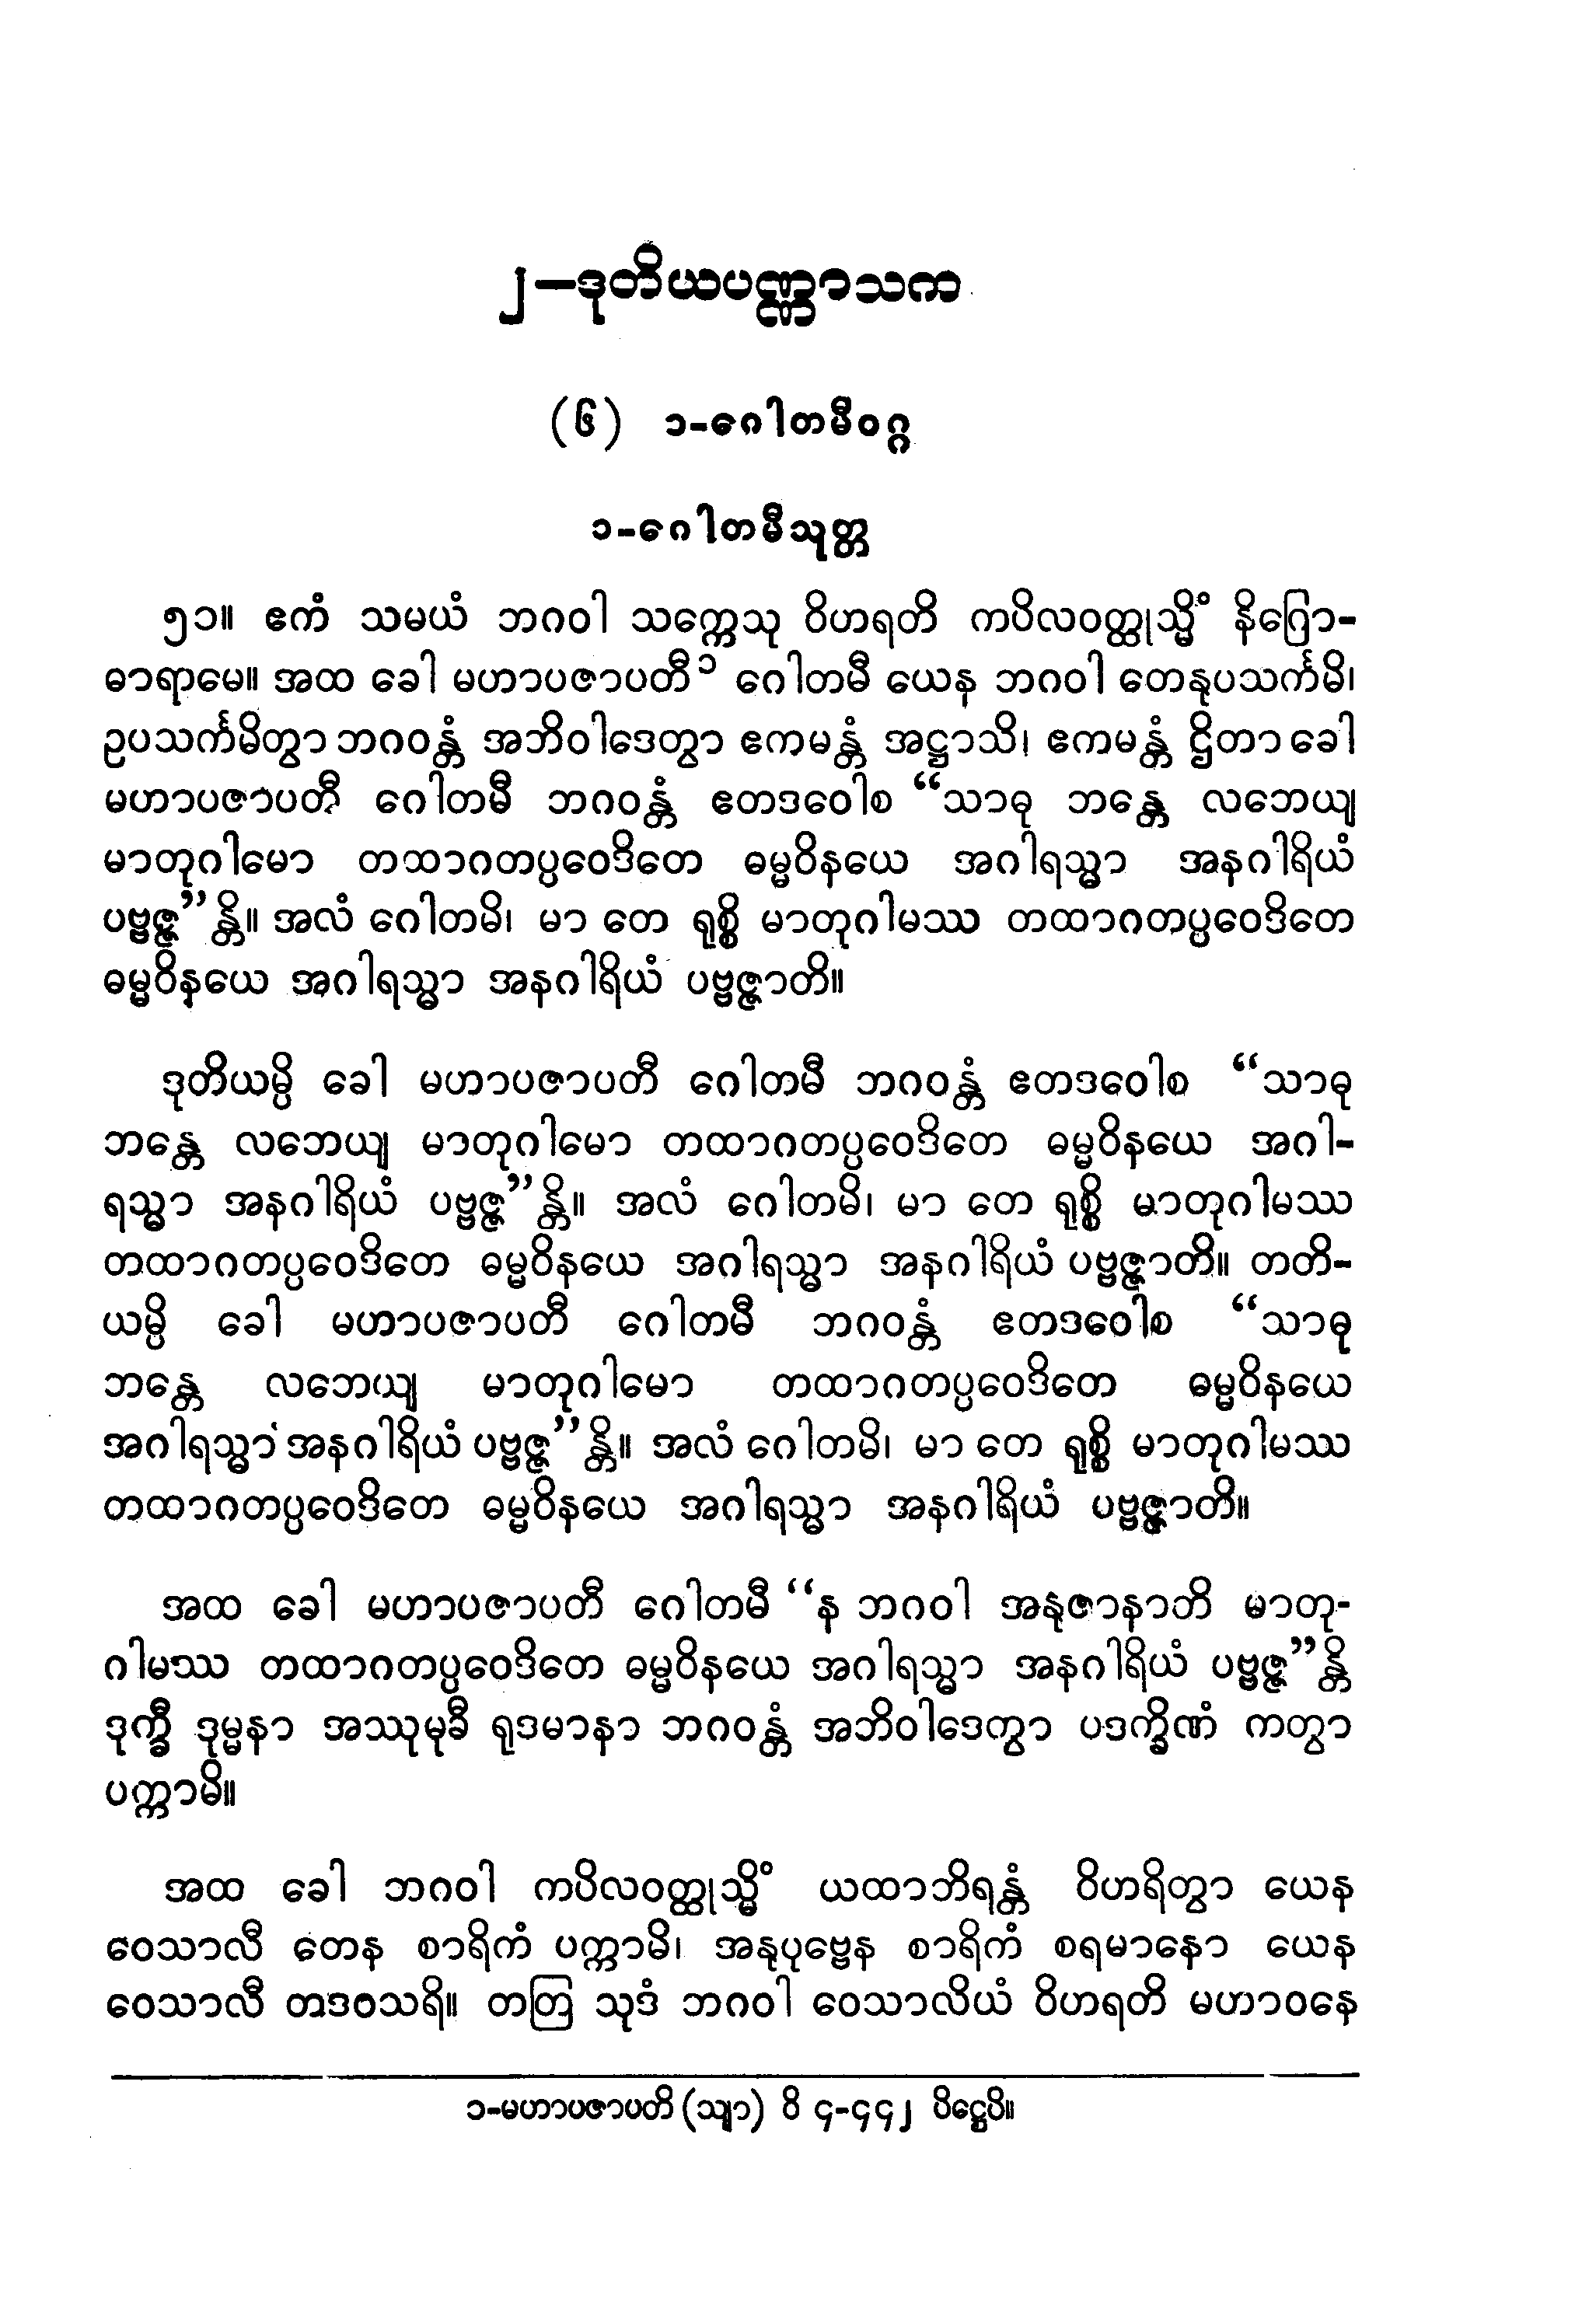 ၂—ဒုတိယပဏ္ဏာသက
(၆) ၁-ဂေါတမီဝဂ္ဂ
၁-ဂေါတမီသုတ္တ
၅၁။ ဧကံ သမယံ ဘဂဝါ သက္ကေသု ဝိဟရတိ ကပိလဝတ္ထုသ္မိံ နိဂြော-
ဓာရာမေ။ အထ ခေါ မဟာပဇာပတီ၁ ဂေါတမီ ယေန ဘဂဝါ တေနုပသင်္ကမိ၊
ဥပသင်္ကမိတွာ ဘဂဝန္တံ အဘိဝါဒေတွာ ဧကမန္တံ အဋ္ဌာသိ၊ ဧကမန္တံ ဌိတာ ခေါ
မဟာပဇာပတီ ဂေါတမီ ဘဂဝန္တံ ဧတဒဝေါစ “သာဓု ဘန္တေ လဘေယျ
မာတုဂါမော တထာဂတပ္ပဝေဒိတေ ဓမ္မဝိနယေ အဂါရသ္မာ အနဂါရိယံ
ပဗ္ဗဇ္ဇ”န္တိ။ အလံ ဂေါတမိ၊ မာ တေ ရုစ္စိ မာတုဂါမဿ တထာဂတပ္ပဝေဒိတေ
ဓမ္မဝိနယေ အဂါရသ္မာ အနဂါရိယံ ပဗ္ဗဇ္ဇာတိ။
ဒုတိယမ္ပိ ခေါ မဟာပဇာပတီ ဂေါတမီ ဘဂဝန္တံ ဧတဒဝေါစ “သာဓု
ဘန္တေ လဘေယျ မာတုဂါမော တထာဂတပ္ပဝေဒိတေ ဓမ္မဝိနယေ အဂါ-
ရသ္မာ အနဂါရိယံ ပဗ္ဗဇ္ဇ”န္တိ။ အလံ ဂေါတမိ၊ မာ တေ ရုစ္စိ မာတုဂါမဿ
တထာဂတပ္ပဝေဒိတေ ဓမ္မဝိနယေ အဂါရသ္မာ အနဂါရိယံ ပဗ္ဗဇ္ဇာတိ။ တတိ-
ယမ္ပိ ခေါ မဟာပဇာပတီ ဂေါတမီ ဘဂဝန္တံ ဧတဒဝေါစ “သာဓု
ဘန္တေ လဘေယျ မာတုဂါမော တထာဂတပ္ပဝေဒိတေ ဓမ္မဝိနယေ
အဂါရသ္မာ အနဂါရိယံ ပဗ္ဗဇ္ဇ”န္တိ။ အလံ ဂေါတမိ၊ မာ တေ ရုစ္စိ မာတုဂါမဿ
တထာဂတပ္ပဝေဒိတေ ဓမ္မဝိနယေ အဂါရသ္မာ အနဂါရိယံ ပဗ္ဗဇ္ဇာတိ။
အထ ခေါ မဟာပဇာပတီ ဂေါတမီ “န ဘဂဝါ အနုဇာနာတိ မာတု-
ဂါမဿ တထာဂတပ္ပဝေဒိတေ ဓမ္မဝိနယေ အဂါရသ္မာ အနဂါရိယံ ပဗ္ဗဇ္ဇ”န္တိ
ဒုက္ခီ ဒုမ္မနာ အဿုမုခီ ရုဒမာနာ ဘဂဝန္တံ အဘိဝါဒေတွာ ပဒက္ခိဏံ ကတွာ
ပက္ကာမိ။
အထ ခေါ ဘဂဝါ ကပိလဝတ္ထုသ္မိံ ယထာဘိရန္တံ ဝိဟရိတွာ ယေန
ဝေသာလီ တေန စာရိကံ ပက္ကာမိ၊ အနုပုဗ္ဗေန စာရိကံ စရမာနော ယေန
ဝေသာလီ တဒဝသရိ။ တတြ သုဒံ ဘဂဝါ ဝေသာလိယံ ဝိဟရတိ မဟာဝနေ
၁-မဟာပဇာပတိ (သျာ) ဝိ ၄-၄၄၂ ပိဋ္ဌေပိ။